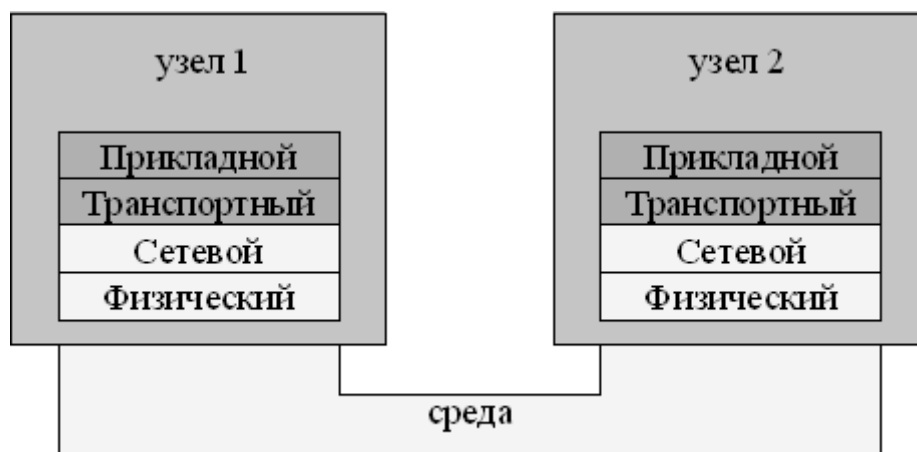 узел 1
Прикладной
Транспортный
Сетевой
Физический
узел 2
Прикладной
Транспортный
Сетевой
Физический
среда